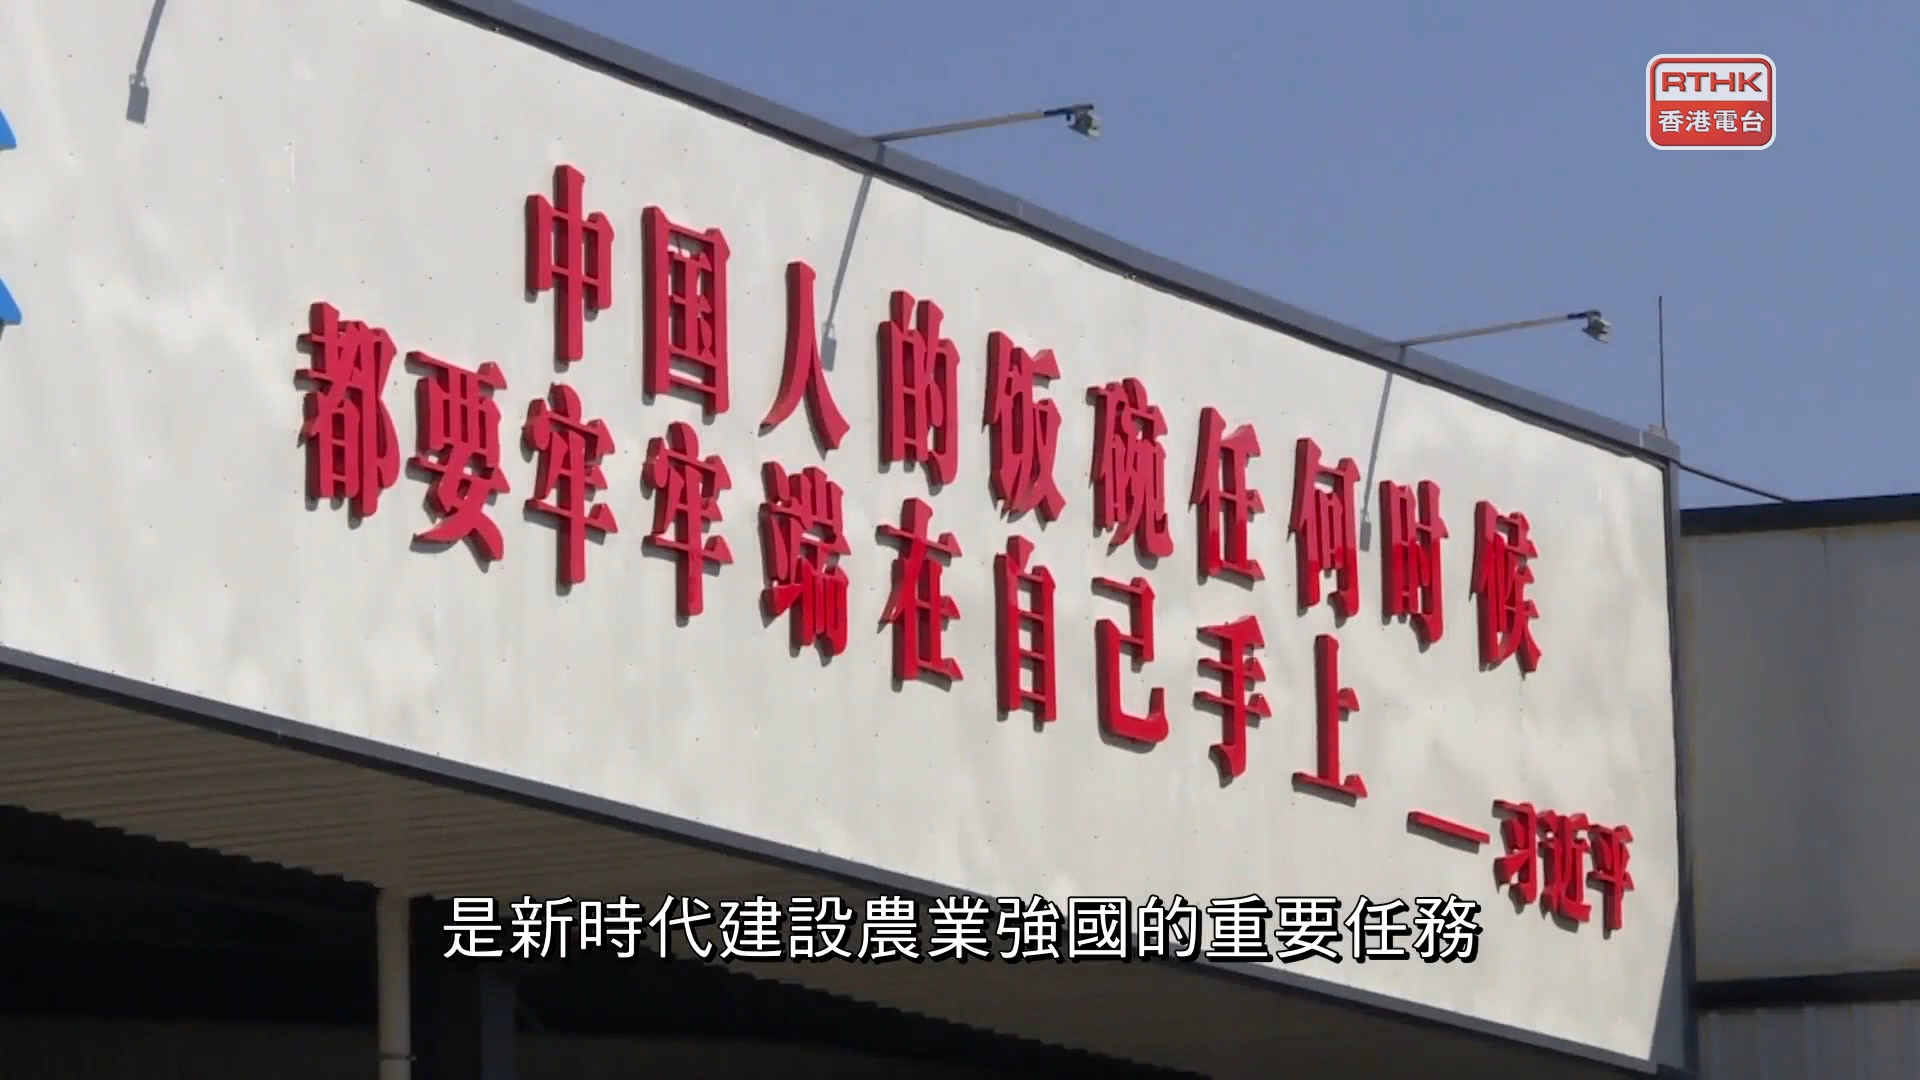 RTHK
香港電台
中国人的饭碗任何时候
都要牢牢端在自己手上
—习近平
是新時代建設農業強國的重要任務